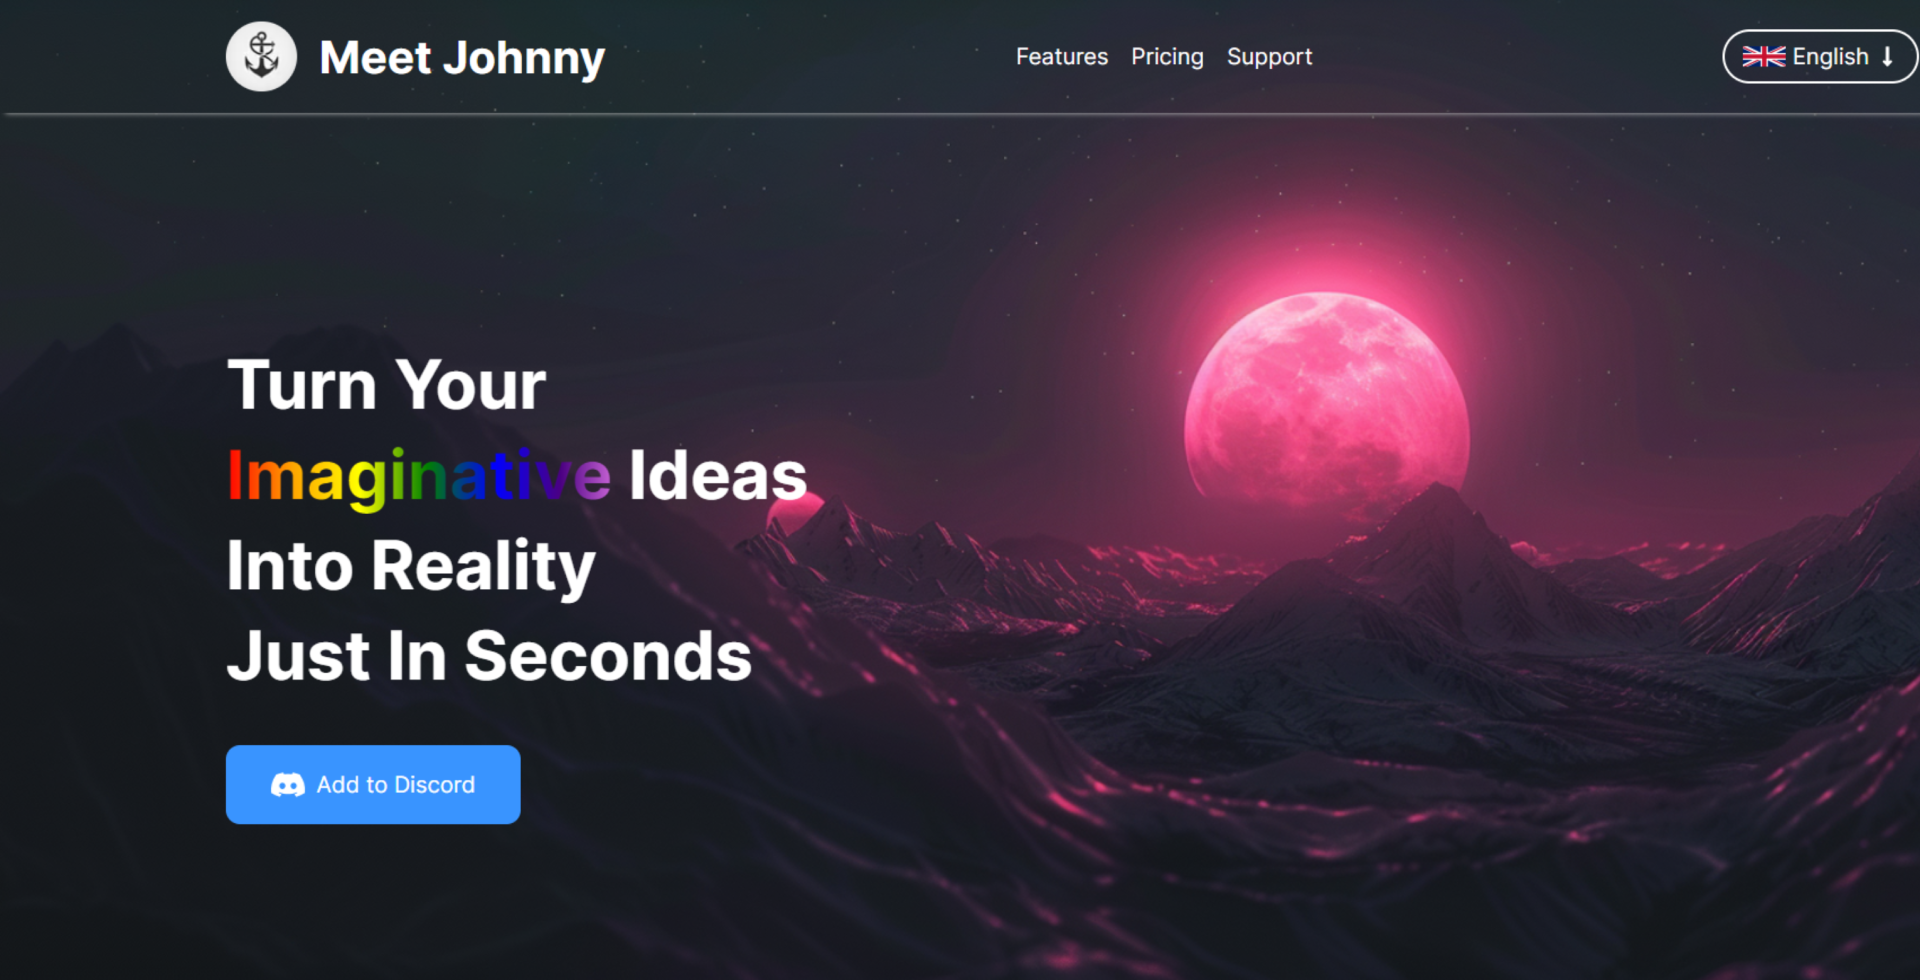 Meet Johnny
Features Pricing Support
English
Turn Your
Imaginative Ideas
Into Reality
Just In Seconds
Add to Discord